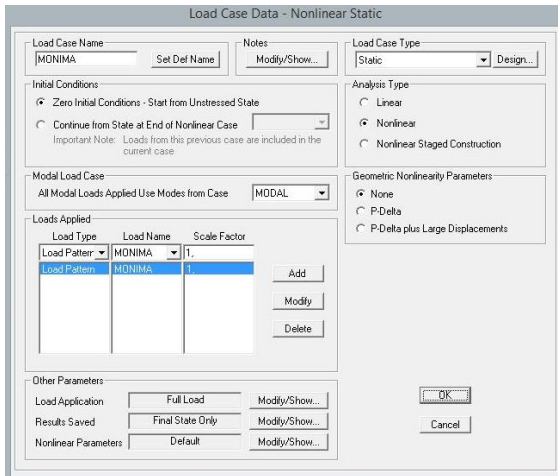 Load Case Data - Nonlinear Static
Load Case Name
MONIMA
Set Def Name
Notes
Modify/Show...
Load Case Type
Static
Design...
Initial Conditions
Zero Initial Conditions - Start from Unstressed State
Continue from State at End of Nonlinear Case
Important Note: Loads from this previous case are included in the
current case
Analysis Type
Linear
Nonlinear
Nonlinear Staged Construction
Modal Load Case
All Modal Loads Applied Use Modes from Case
MODAL
Geometric Nonlinearity Parameters
None
P-Delta
P-Delta plus Large Displacements
Loads Applied
Load Type Load Name Scale Factor
Load Pattern MONIMA 1,
Load Pattern MONIMA 1,
Add
Modify
Delete
Other Parameters
Load Application Full Load Modify/Show...
Results Saved Final State Only Modify/Show...
Nonlinear Parameters Default Modify/Show...
OK
Cancel